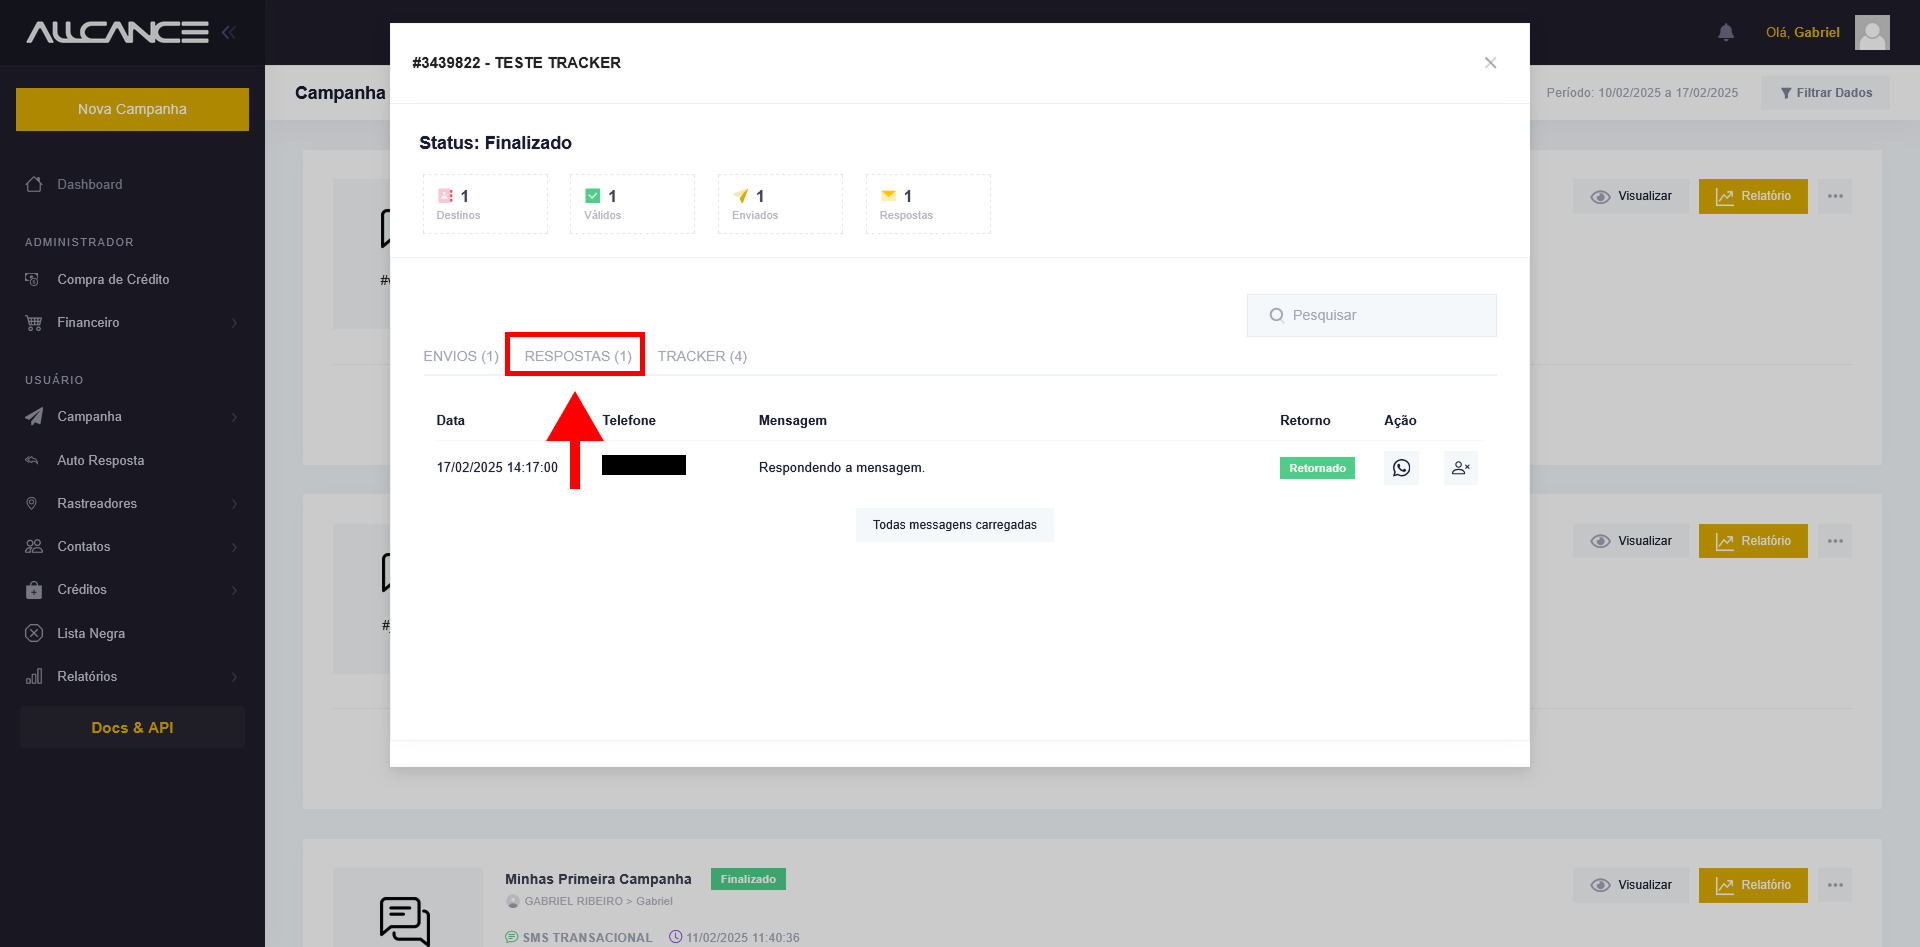 ALLCANCE
Nova Campanha
Dashboard
ADMINISTRADOR
Compra de Crédito
Financeiro
USUÁRIO
Campanha
Auto Resposta
Rastreadores
Contatos
Créditos
Lista Negra
Relatórios
Docs & API
Olá, Gabriel
Campanha
Período: 10/02/2025 a 17/02/2025
Filtrar Dados
#3439822 - TESTE TRACKER
Status: Finalizado
1
Destinos
1
Válidos
1
Enviados
1
Respostas
Pesquisar
ENVIOS (1) RESPOSTAS (1) TRACKER (4)
Data Telefone Mensagem Retorno Ação
17/02/2025 14:17:00 Respondendo a mensagem. Retornado
Todas messagens carregadas
Visualizar Relatório
Visualizar Relatório
Minhas Primeira Campanha Finalizado
GABRIEL RIBEIRO > Gabriel
SMS TRANSACIONAL 11/02/2025 11:40:36
Visualizar Relatório